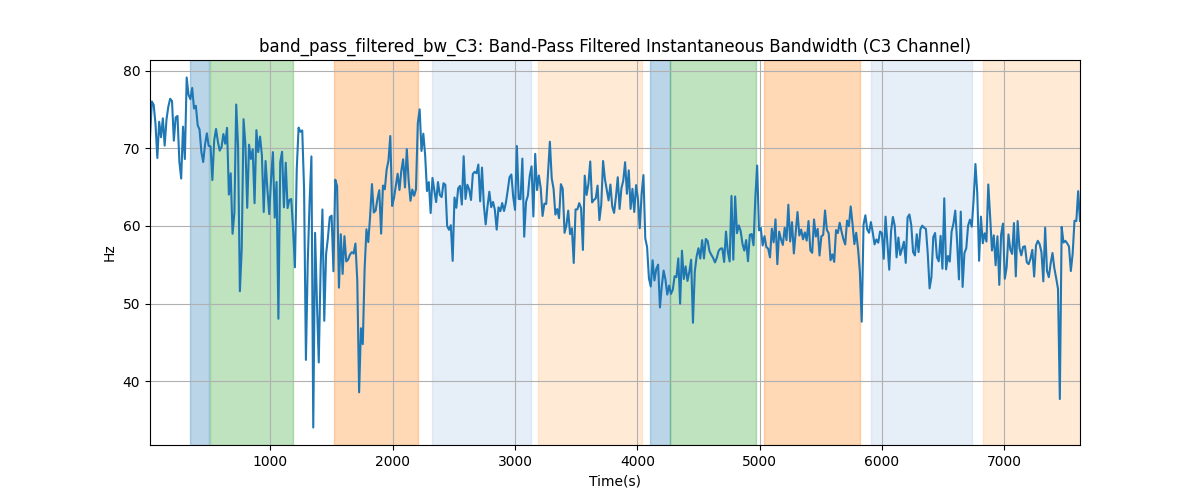 band_pass_filtered_bw_C3: Band-Pass Filtered Instantaneous Bandwidth (C3 Channel)
80
70
60
50
40
Hz
1000 2000 3000 4000 5000 6000 7000
Time(s)